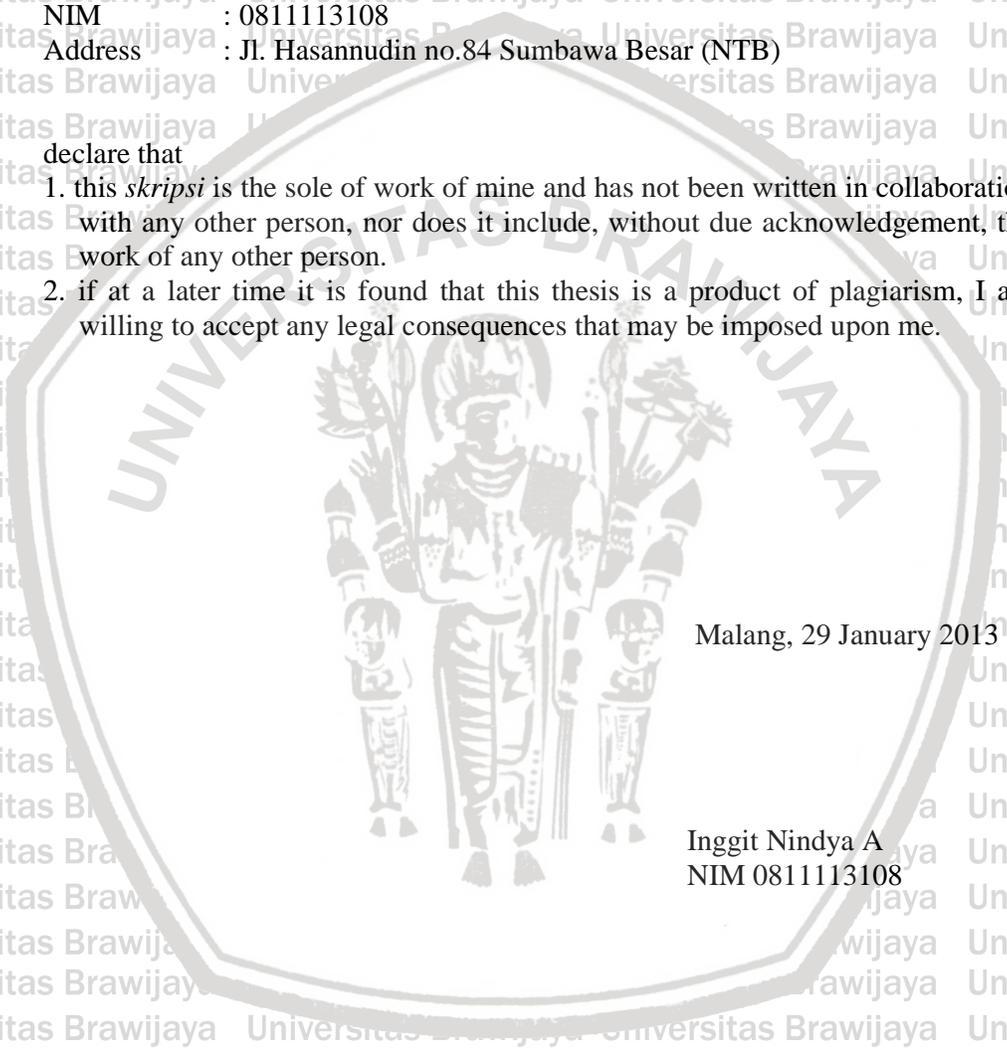 NIM : 0811113108
Address : Jl. Hasannudin no.84 Sumbawa Besar (NTB)
declare that
1. this skripsi is the sole of work of mine and has not been written in collaboratio
with any other person, nor does it include, without due acknowledgement, t
work of any other person.
2. if at a later time it is found that this thesis is a product of plagiarism, I a
willing to accept any legal consequences that may be imposed upon me.
UNIVERSITAS BRAWIJAYA
Malang, 29 January 2013
Inggit Nindya A
NIM 0811113108